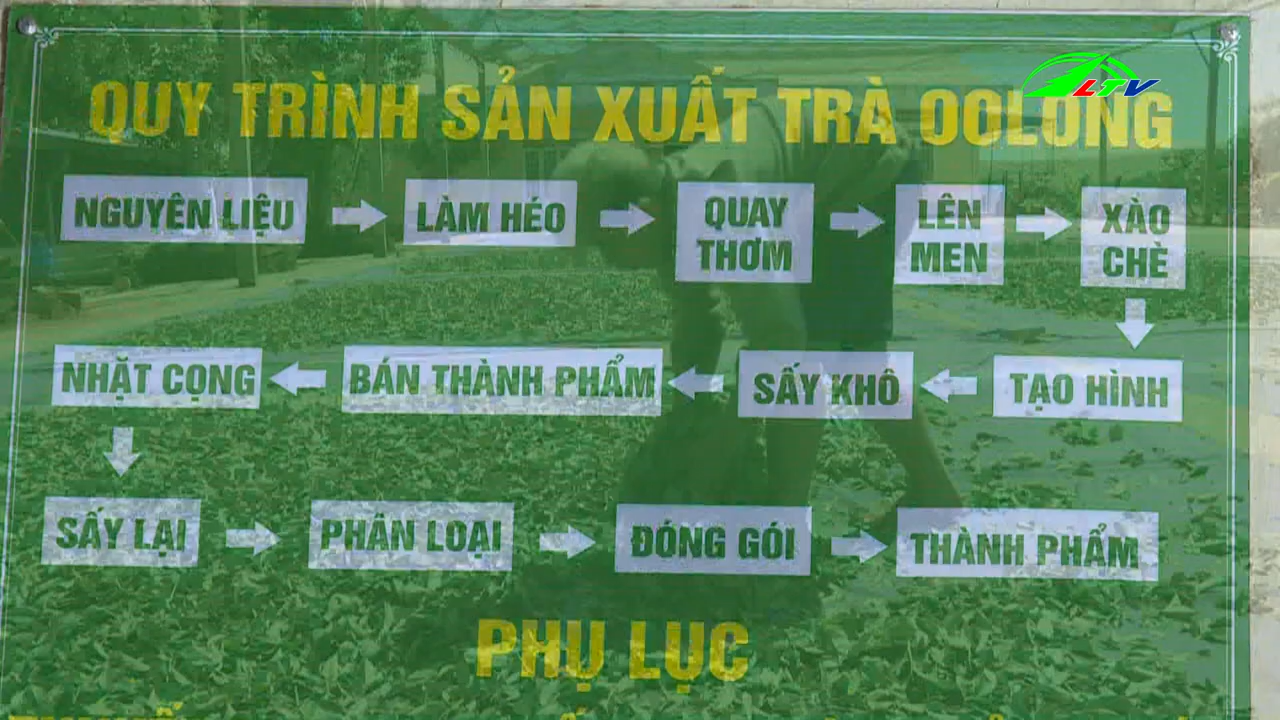 LTV
QUY TRÌNH SẢN XUẤT TRÀ OOLONG
NGUYÊN LIỆU
LÀM HÉO
QUAY
THƠM
LÊN
MEN
XÀO
CHÈ
TẠO HÌNH
SẤY KHÔ
BÁN THÀNH PHẨM
NHẶT CỌNG
SẤY LẠI
PHÂN LOẠI
ĐÓNG GÓI
THÀNH PHẨM
PHỤ LỤC